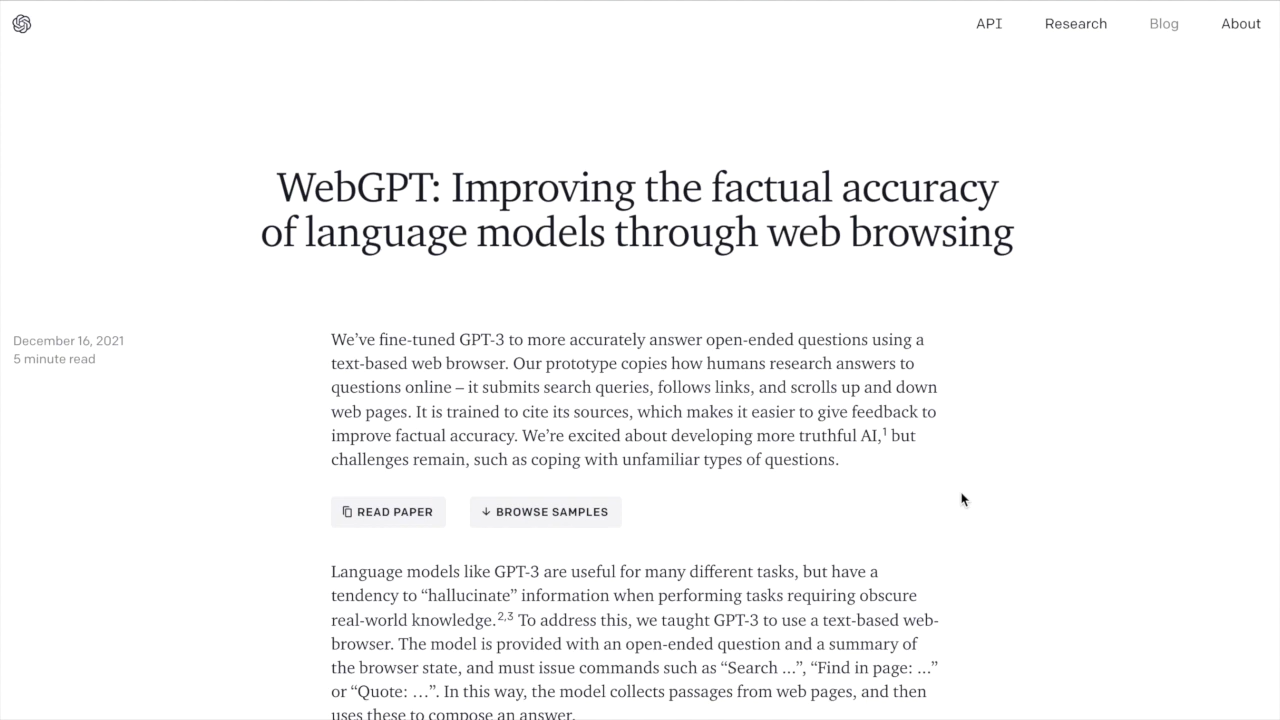 API Research Blog About
WebGPT: Improving the factual accuracy
of language models through web browsing
December 16, 2021
5 minute read
We’ve fine-tuned GPT-3 to more accurately answer open-ended questions using a
text-based web browser. Our prototype copies how humans research answers to
questions online – it submits search queries, follows links, and scrolls up and down
web pages. It is trained to cite its sources, which makes it easier to give feedback to
improve factual accuracy. We’re excited about developing more truthful AI,1 but
challenges remain, such as coping with unfamiliar types of questions.
READ PAPER
BROWSE SAMPLES
Language models like GPT-3 are useful for many different tasks, but have a
tendency to “hallucinate” information when performing tasks requiring obscure
real-world knowledge.2,3 To address this, we taught GPT-3 to use a text-based web-
browser. The model is provided with an open-ended question and a summary of
the browser state, and must issue commands such as “Search ...”, “Find in page: ...”
or “Quote: …”. In this way, the model collects passages from web pages, and then
uses these to compose an answer.